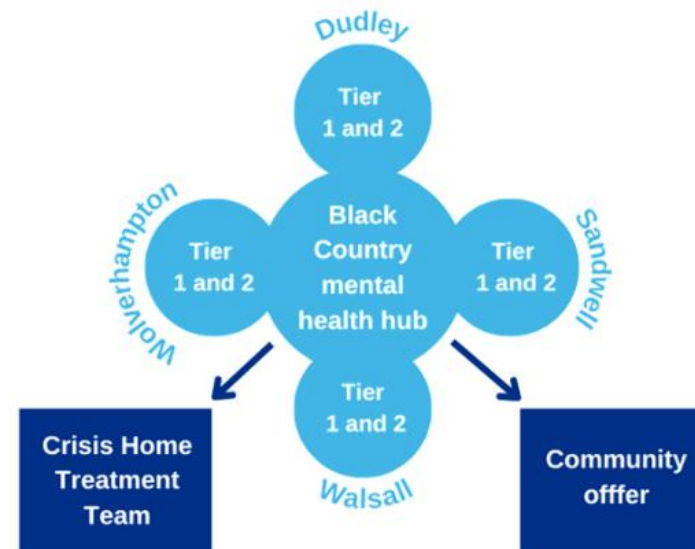 Dudley
Tier
1 and 2
Wolverhampton
Tier
1 and 2
Black
Country
mental
health hub
Tier
1 and 2
Sandwell
Tier
1 and 2
Walsall
Crisis Home
Treatment
Team
Community
offfer